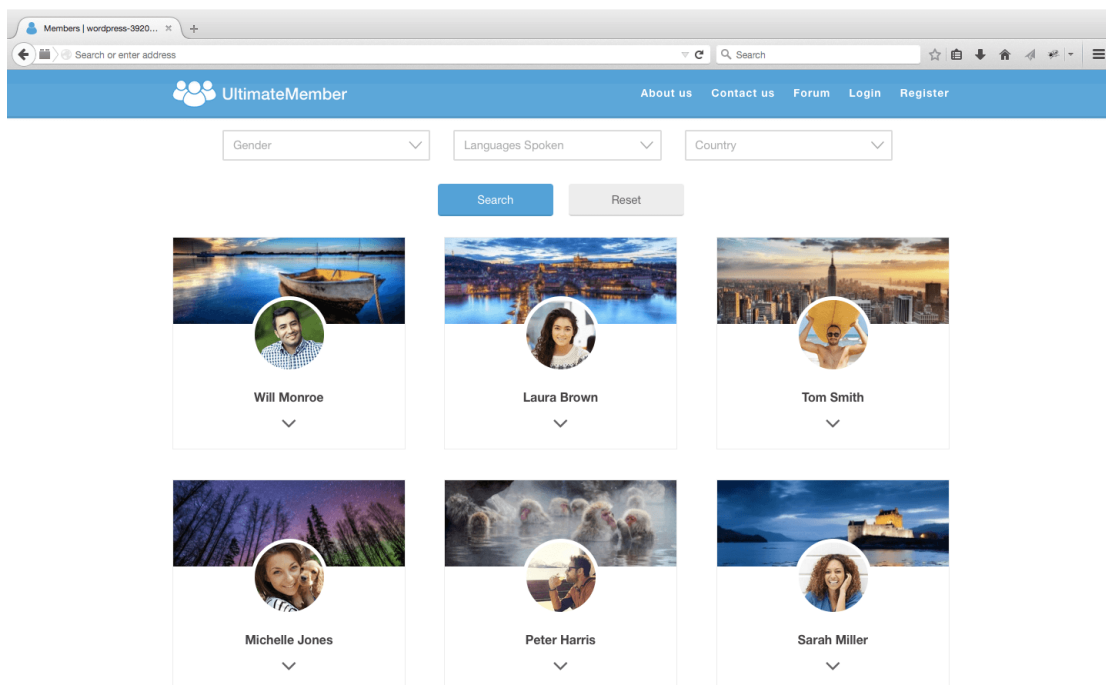 Members | wordpress-3920...
Search or enter address
Search
UltimateMember
About us Contact us Forum Login Register
Gender Languages Spoken Country
Search Reset
Will Monroe Laura Brown Tom Smith
Michelle Jones Peter Harris Sarah Miller